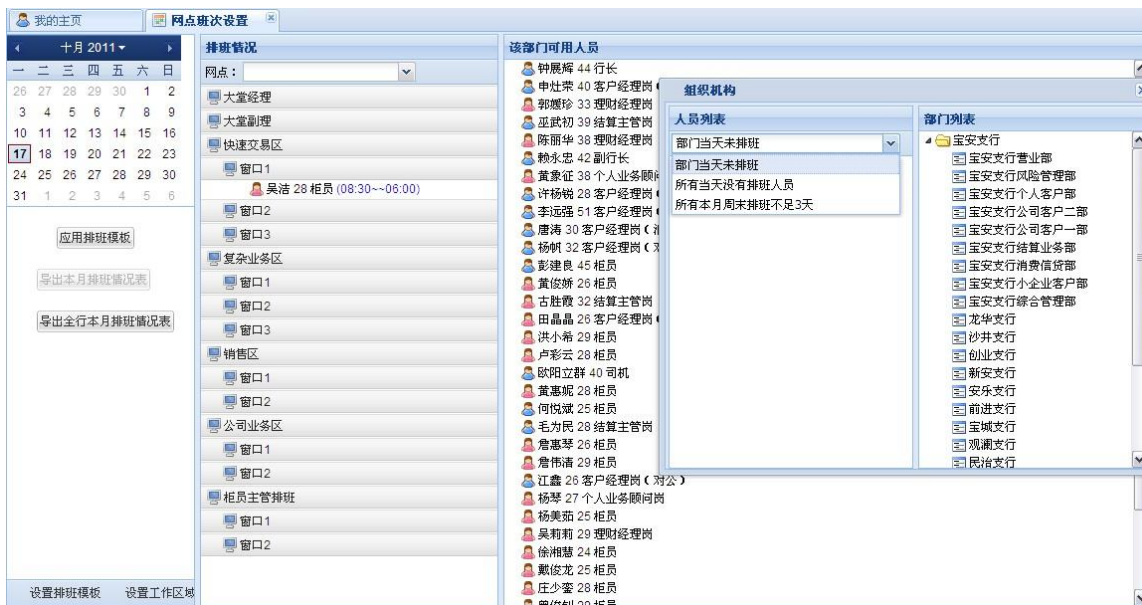 我的主页 网点班次设置
十月 2011
一 二 三 四 五 六 日
26 27 28 29 30 1 2
3 4 5 6 7 8 9
10 11 12 13 14 15 16
17 18 19 20 21 22 23
24 25 26 27 28 29 30
31 1 2 3 4 5 6
应用排班模板
导出本月排班情况表
导出全行本月排班情况表
设置排班模板 设置工作区域
排班情况
网点：
大堂经理
大堂副理
快速交易区
窗口1
吴洁 28 柜员 (08:30~~06:00)
窗口2
窗口3
复杂业务区
窗口1
窗口2
窗口3
销售区
窗口1
窗口2
公司业务区
窗口1
窗口2
柜员主管排班
窗口1
窗口2
该部门可用人员
钟展辉 44 行长
申灶荣 40 客户经理岗
郭媛珍 33 理财经理岗
巫武初 39 结算主管岗
陈丽华 38 理财经理岗
赖永忠 42 副行长
黄象征 38 个人业务顾问
许杨锐 28 客户经理岗
李远强 51 客户经理岗
唐涛 30 客户经理岗(
杨帆 32 客户经理岗(
彭建良 45 柜员
黄俊娇 26 柜员
古胜霞 32 结算主管岗
田晶晶 26 客户经理岗
洪小希 29 柜员
卢彩云 28 柜员
欧阳立群 40 司机
黄惠妮 28 柜员
何悦斌 25 柜员
毛为民 28 结算主管岗
詹惠琴 26 柜员
詹伟清 29 柜员
江鑫 26 客户经理岗(对公)
杨琴 27 个人业务顾问岗
杨美茹 25 柜员
吴莉莉 29 理财经理岗
徐湘慧 24 柜员
戴俊龙 25 柜员
庄少銮 28 柜员
组织机构
人员列表
部门当天未排班
部门当天未排班
所有当天没有排班人员
所有本月周末排班不足3天
部门列表
宝安支行
宝安支行营业部
宝安支行风险管理部
宝安支行个人客户部
宝安支行公司客户二部
宝安支行公司客户一部
宝安支行结算业务部
宝安支行消费信贷部
宝安支行小企业客户部
宝安支行综合管理部
龙华支行
沙井支行
创业支行
新安支行
安乐支行
前进支行
宝城支行
观澜支行
民治支行